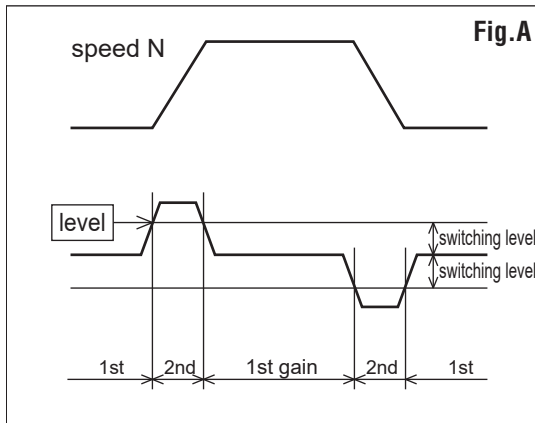 Fig.A
speed N
level
switching level
switching level
1st 2nd 1st gain 2nd 1st